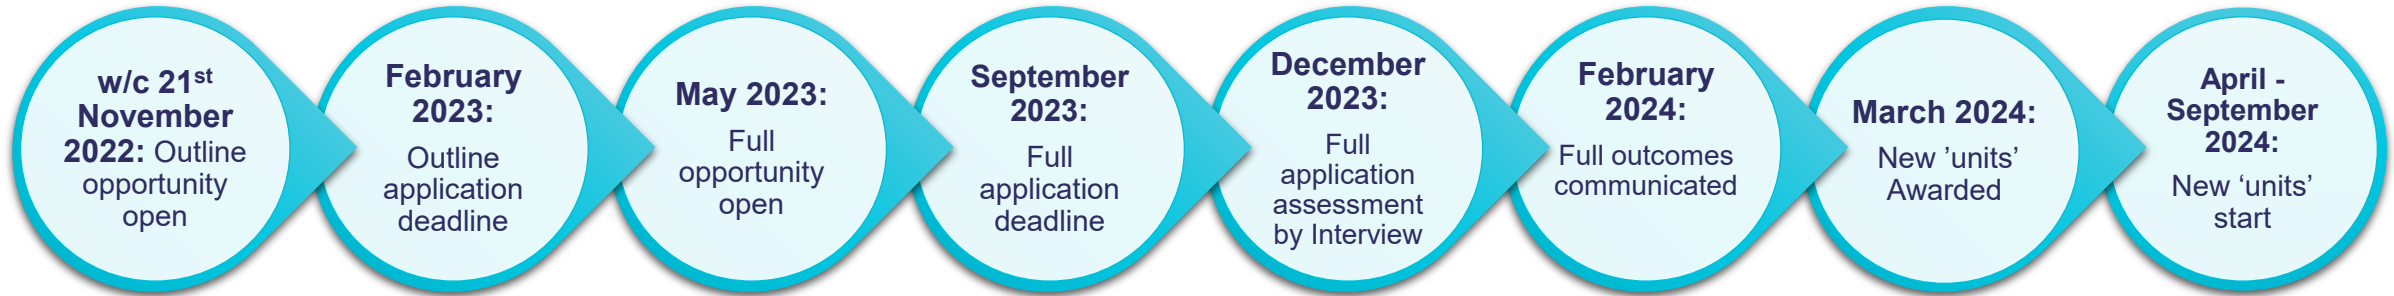 w/c 21st
November
2022: Outline
opportunity
open
February
2023:
Outline
application
deadline
May 2023:
Full
opportunity
open
September
2023:
Full
application
deadline
December
2023:
Full
application
assessment
by Interview
February
2024:
Full outcomes
communicated
March 2024:
New ’units’
Awarded
April -
September
2024:
New ‘units’
start